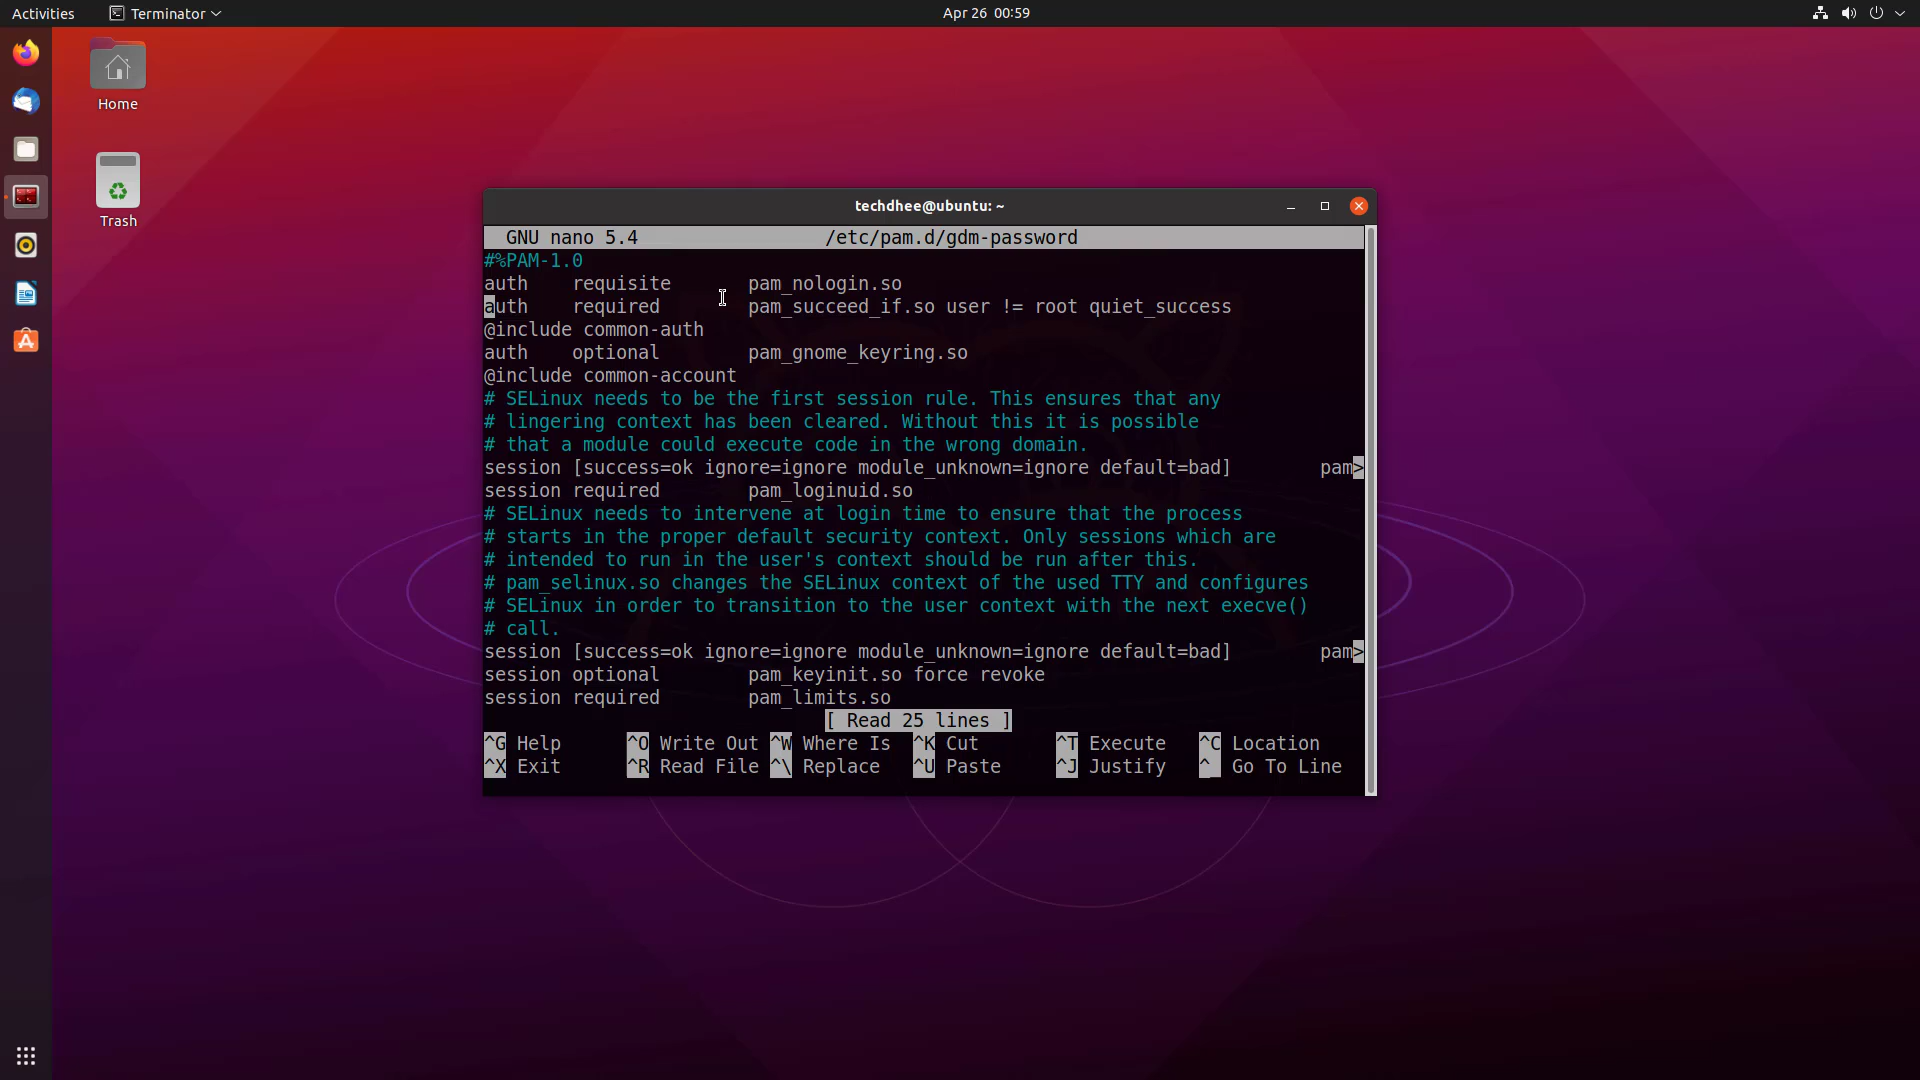 Activities
Terminator
Apr 26 00:59
Home
Trash
techdhee@ubuntu: ~
GNU nano 5.4 /etc/pam.d/gdm-password
#%PAM-1.0
auth requisite pam_nologin.so
auth required pam_succeed_if.so user != root quiet_success
@include common-auth
auth optional pam_gnome_keyring.so
@include common-account
# SELinux needs to be the first session rule. This ensures that any
# lingering context has been cleared. Without this it is possible
# that a module could execute code in the wrong domain.
session [success=ok ignore=ignore module_unknown=ignore default=bad] pam>
session required pam_loginuid.so
# SELinux needs to intervene at login time to ensure that the process
# starts in the proper default security context. Only sessions which are
# intended to run in the user's context should be run after this.
# pam_selinux.so changes the SELinux context of the used TTY and configures
# SELinux in order to transition to the user context with the next execve()
# call.
session [success=ok ignore=ignore module_unknown=ignore default=bad] pam>
session optional pam_keyinit.so force revoke
session required pam_limits.so
[ Read 25 lines ]
^G Help ^O Write Out ^W Where Is ^K Cut ^T Execute ^C Location
^X Exit ^R Read File ^\ Replace ^U Paste ^J Justify ^_ Go To Line